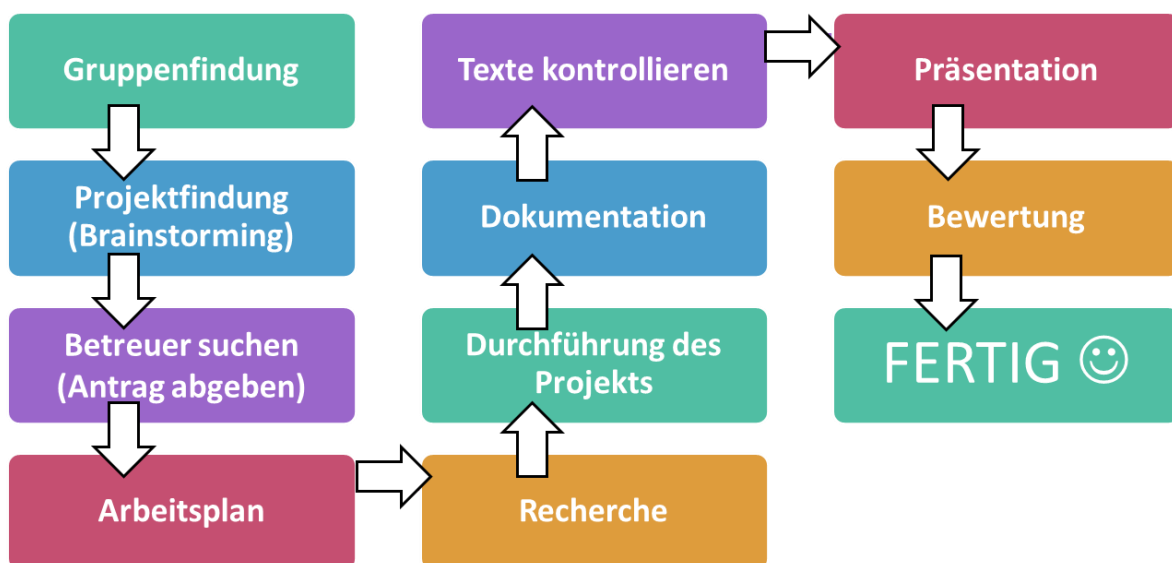 Gruppenfindung
Projektfindung
(Brainstorming)
Betreuer suchen
(Antrag abgeben)
Arbeitsplan
Recherche
Durchführung des
Projekts
Dokumentation
Texte kontrollieren
Präsentation
Bewertung
FERTIG ☺